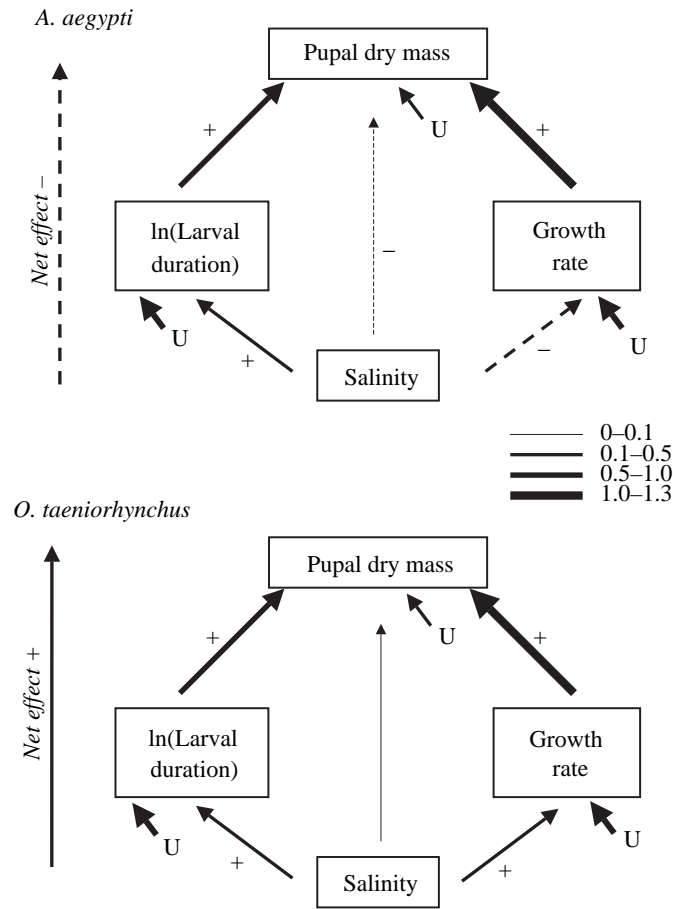 A. aegypti
Pupal dry mass
U
+
+
Net effect –
ln(Larval
duration)
–
Growth
rate
U
U
+
–
Salinity
0–0.1
0.1–0.5
0.5–1.0
1.0–1.3
O. taeniorhynchus
Pupal dry mass
U
+
+
Net effect +
ln(Larval
duration)
Growth
rate
U
U
+
+
Salinity